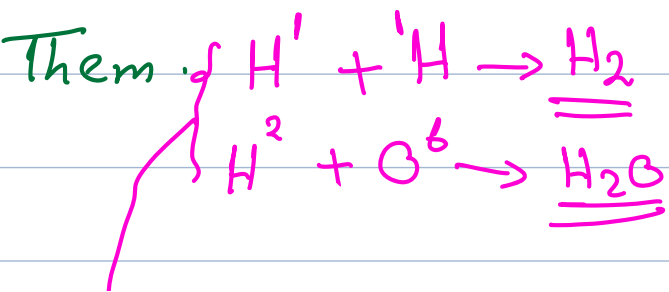 Them. H¹ + ¹H → H₂
H² + O⁶ → H₂O